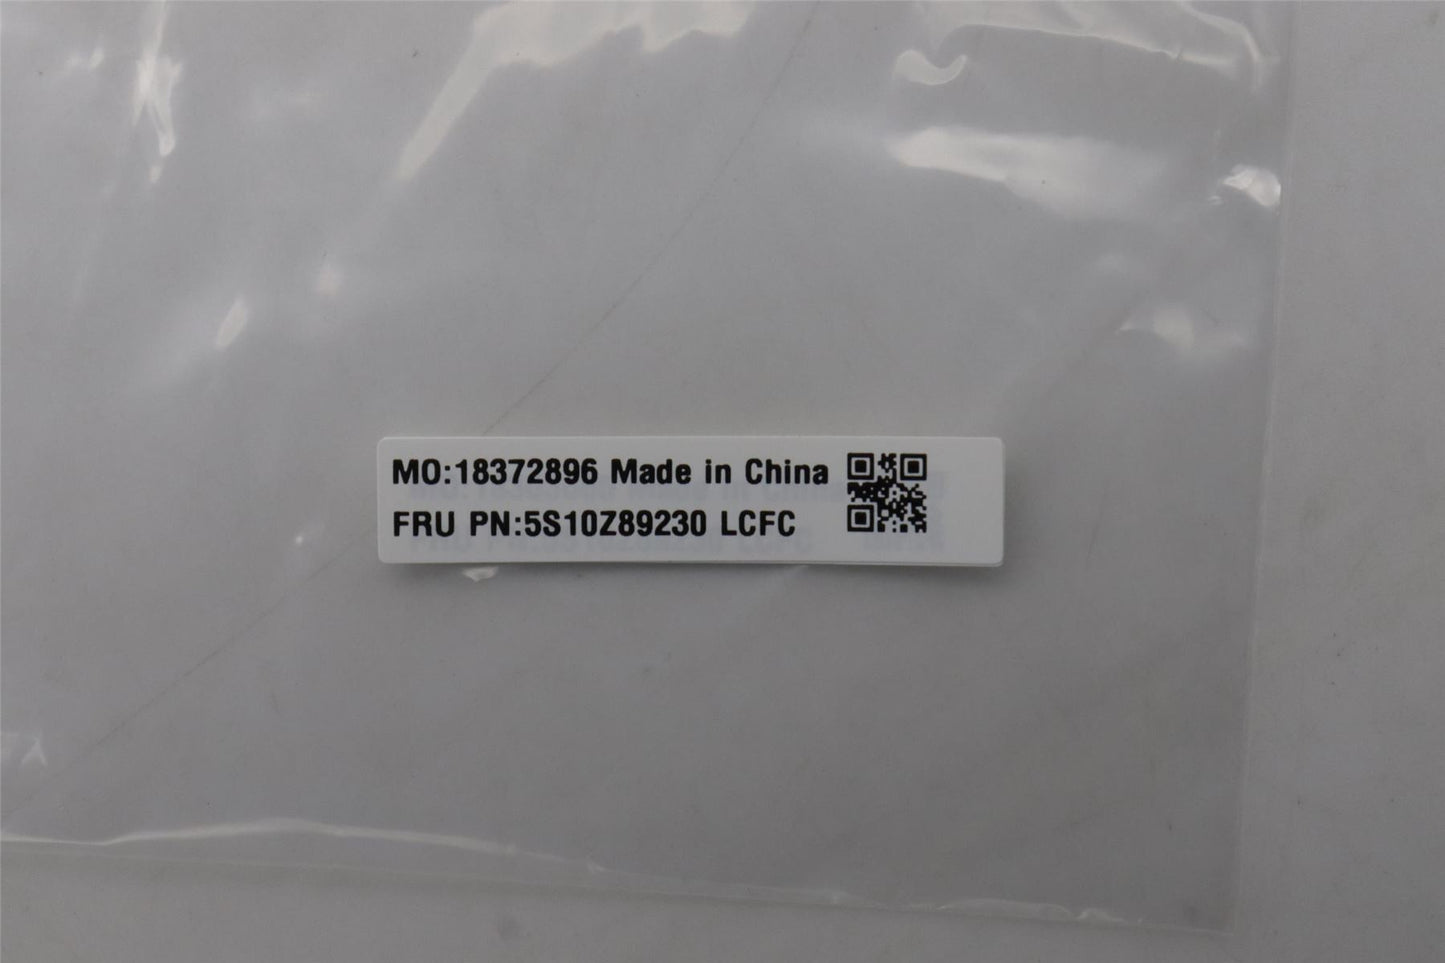 MO:18372896 Made in China
FRU PN:5S10Z89230 LCFC